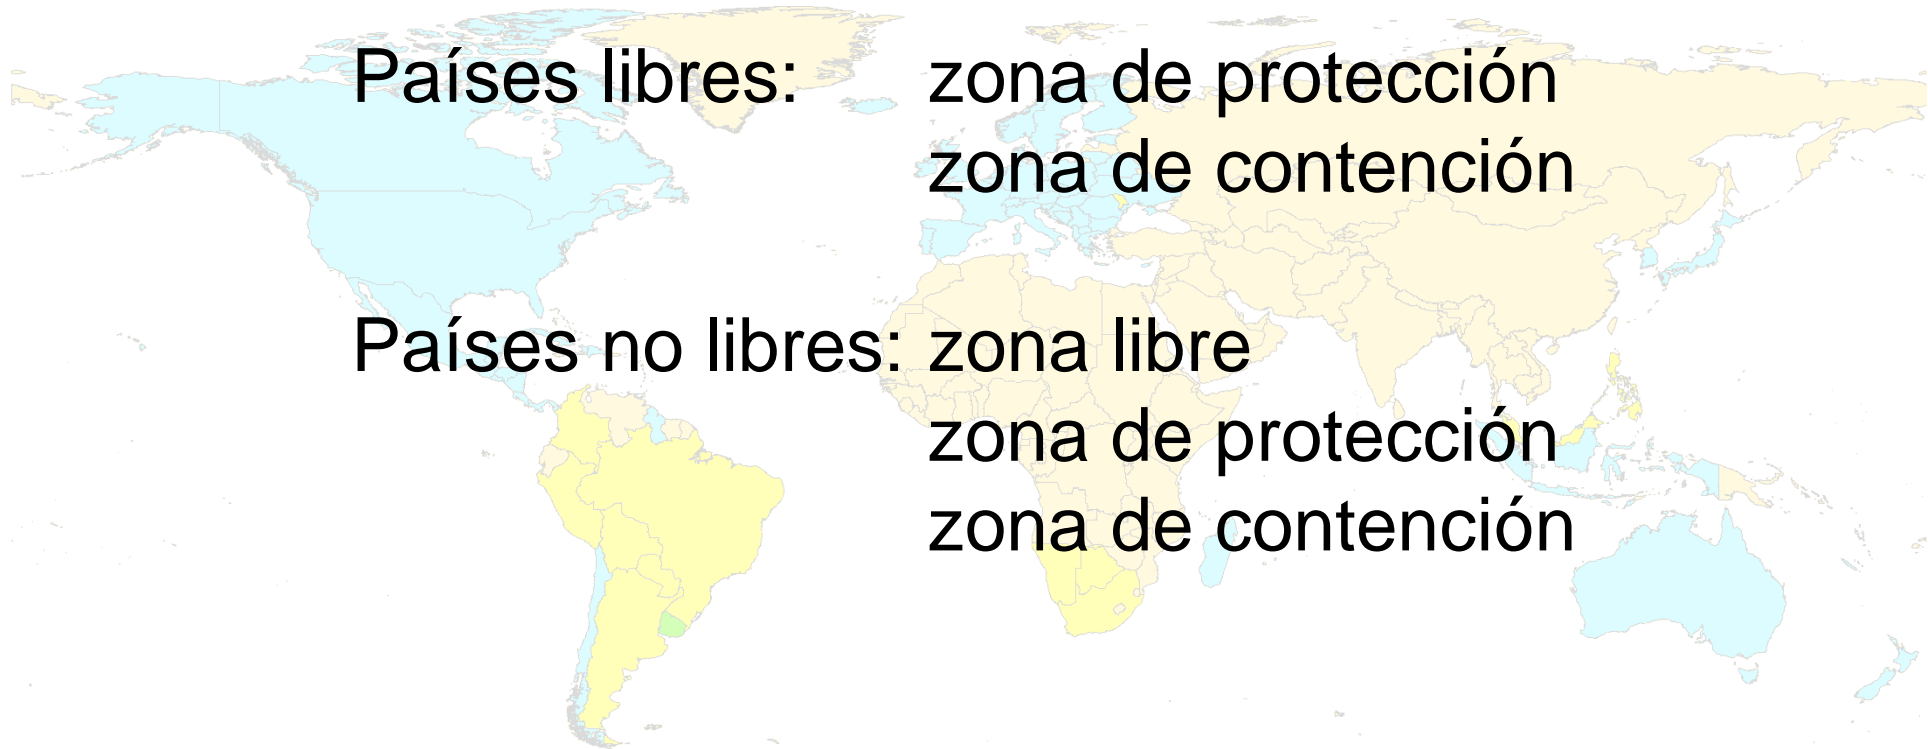 Países libres: zona de protección
zona de contención
Países no libres: zona libre
zona de protección
zona de contención